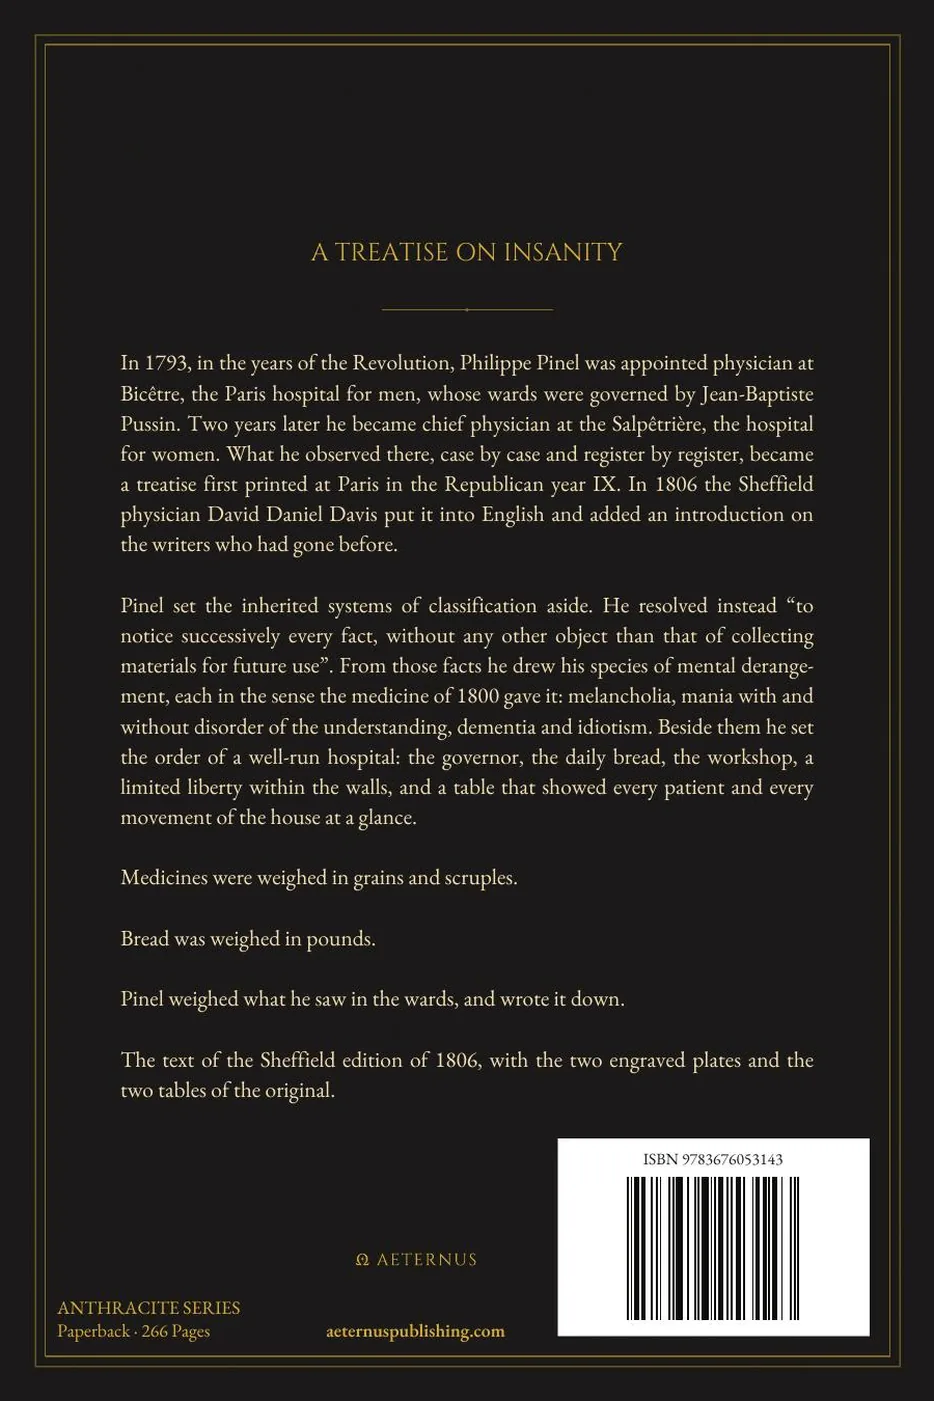 A TREATISE ON INSANITY
In 1793, in the years of the Revolution, Philippe Pinel was appointed physician at
Bicêtre, the Paris hospital for men, whose wards were governed by Jean-Baptiste
Pussin. Two years later he became chief physician at the Salpêtrière, the hospital
for women. What he observed there, case by case and register by register, became
a treatise first printed at Paris in the Republican year IX. In 1806 the Sheffield
physician David Daniel Davis put it into English and added an introduction on
the writers who had gone before.
Pinel set the inherited systems of classification aside. He resolved instead “to
notice successively every fact, without any other object than that of collecting
materials for future use”. From those facts he drew his species of mental derange-
ment, each in the sense the medicine of 1800 gave it: melancholia, mania with and
without disorder of the understanding, dementia and idiotism. Beside them he set
the order of a well-run hospital: the governor, the daily bread, the workshop, a
limited liberty within the walls, and a table that showed every patient and every
movement of the house at a glance.
Medicines were weighed in grains and scruples.
Bread was weighed in pounds.
Pinel weighed what he saw in the wards, and wrote it down.
The text of the Sheffield edition of 1806, with the two engraved plates and the
two tables of the original.
ISBN 9783676053143
Ω AETERNUS
ANTHRACITE SERIES
Paperback · 266 Pages
aeternuspublishing.com